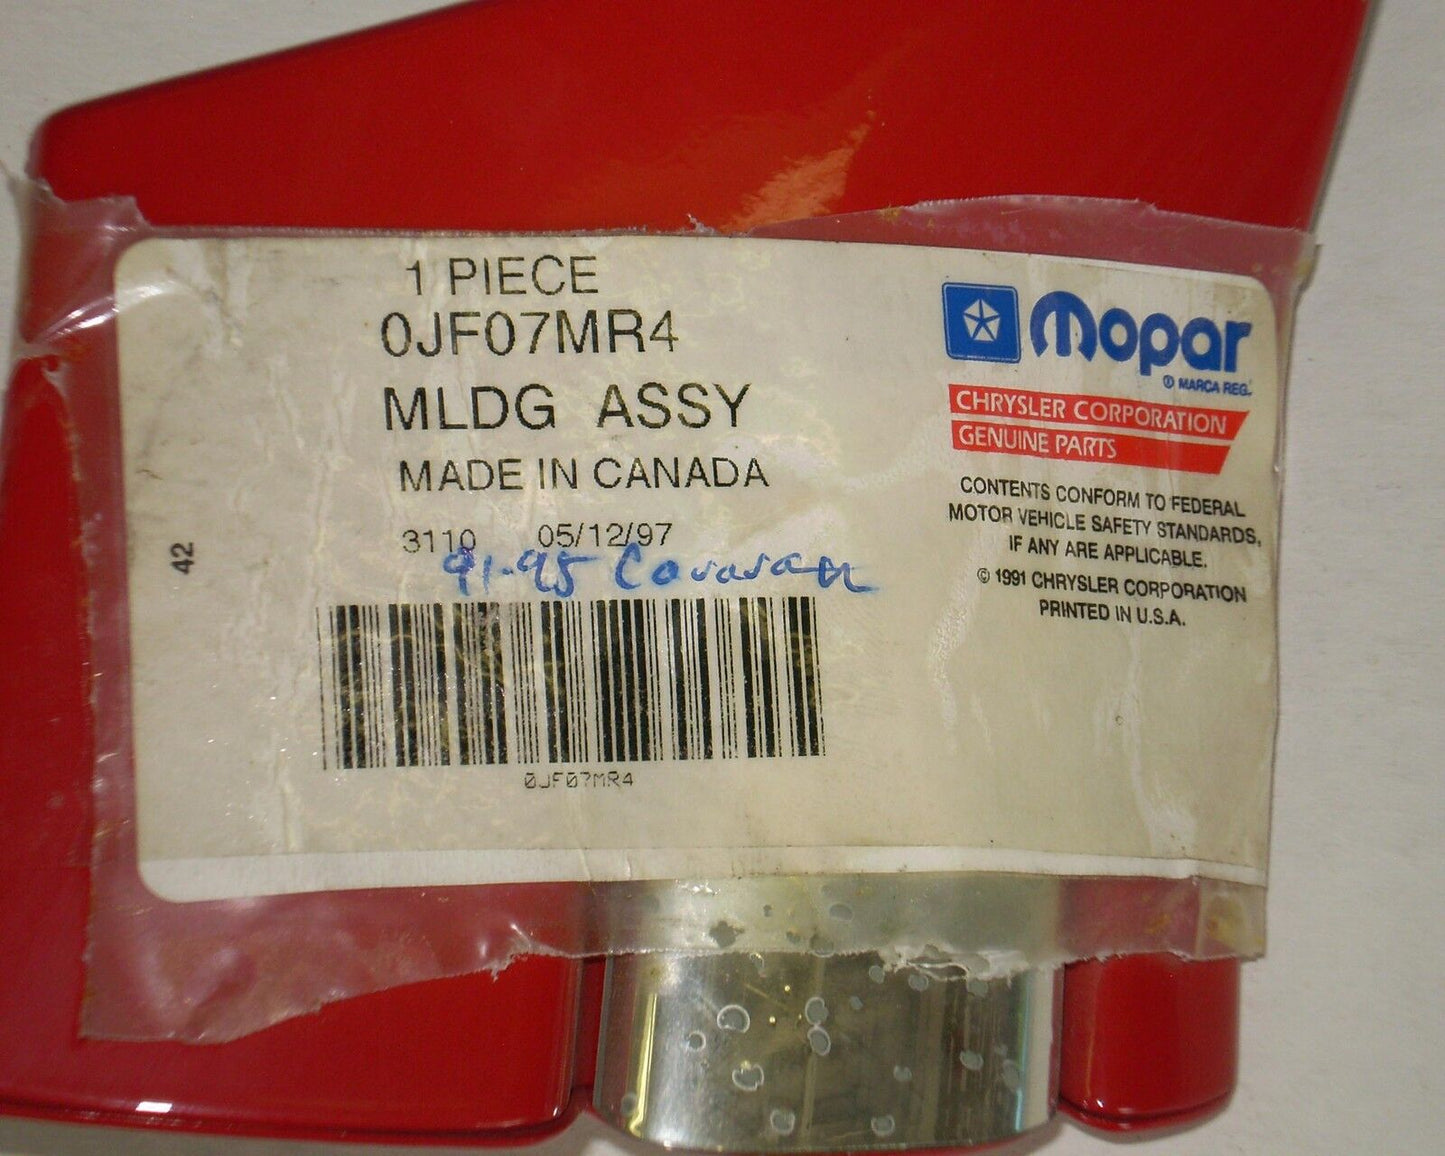 1 PIECE
0JF07MR4
MLDG ASSY
MADE IN CANADA
3110 05/12/97
91-95 Caravan
0JF07MR4
42
Mopar
® MARCA REG.
CHRYSLER CORPORATION
GENUINE PARTS
CONTENTS CONFORM TO FEDERAL
MOTOR VEHICLE SAFETY STANDARDS,
IF ANY ARE APPLICABLE.
© 1991 CHRYSLER CORPORATION
PRINTED IN U.S.A.